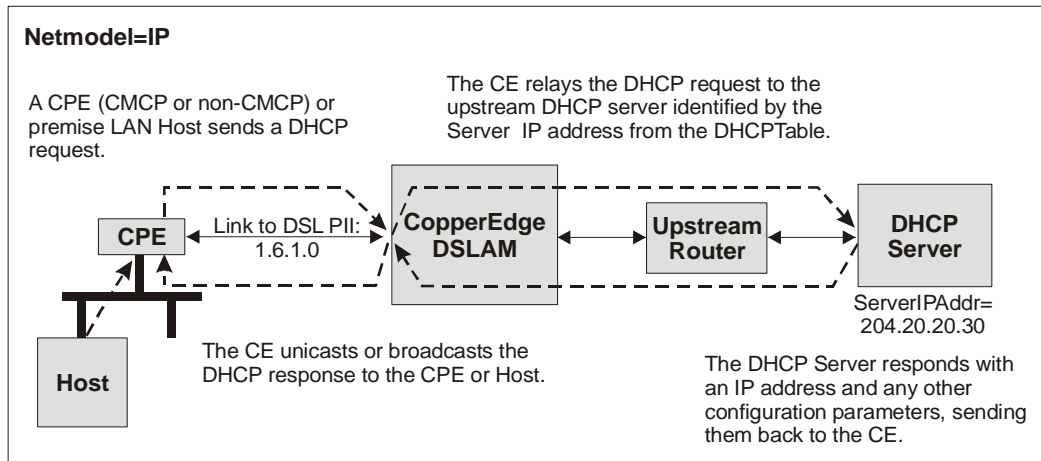 Netmodel=IP
A CPE (CMCP or non-CMCP) or
premise LAN Host sends a DHCP
request.
The CE relays the DHCP request to the
upstream DHCP server identified by the
Server IP address from the DHCPTable.
CPE
Link to DSL PII:
1.6.1.0
CopperEdge
DSLAM
Upstream
Router
DHCP
Server
ServerIPAddr=
204.20.20.30
Host
The CE unicasts or broadcasts the
DHCP response to the CPE or Host.
The DHCP Server responds with
an IP address and any other
configuration parameters, sending
them back to the CE.